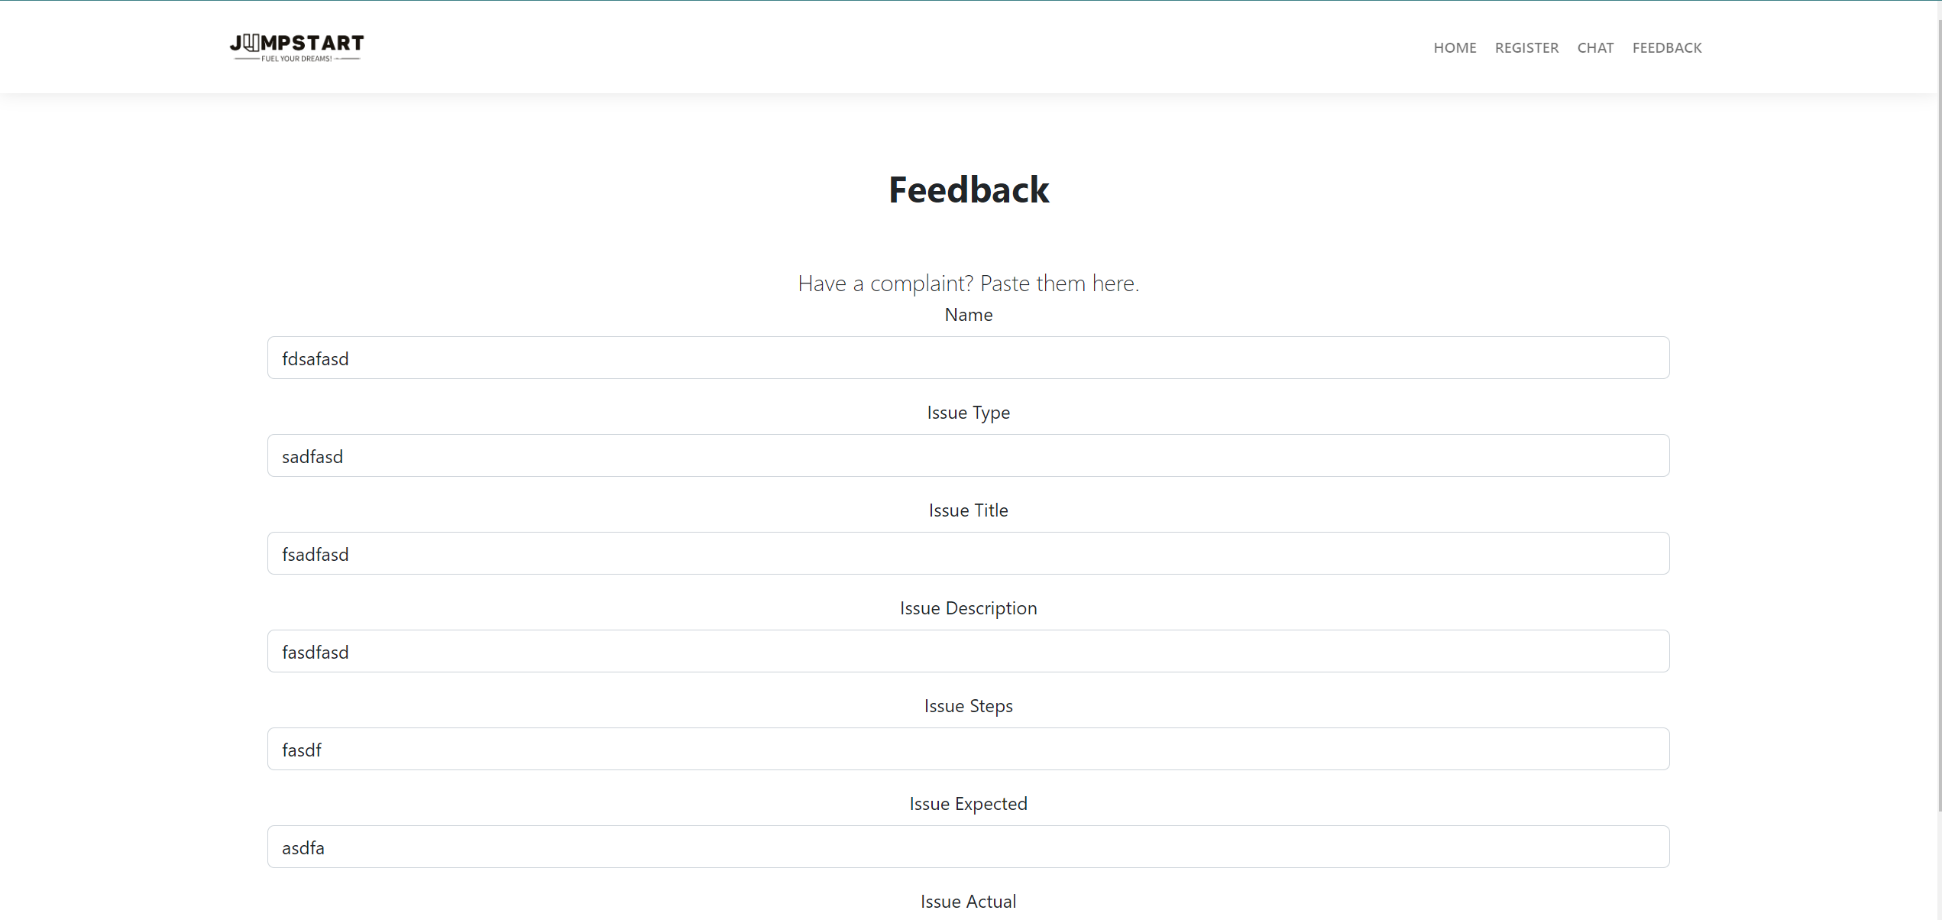 JUMPSTART
FUEL YOUR DREAMS!
HOME REGISTER CHAT FEEDBACK
Feedback
Have a complaint? Paste them here.
Name
fdsafasd
Issue Type
sadfasd
Issue Title
fsadfasd
Issue Description
fasdfasd
Issue Steps
fasdf
Issue Expected
asdfa
Issue Actual